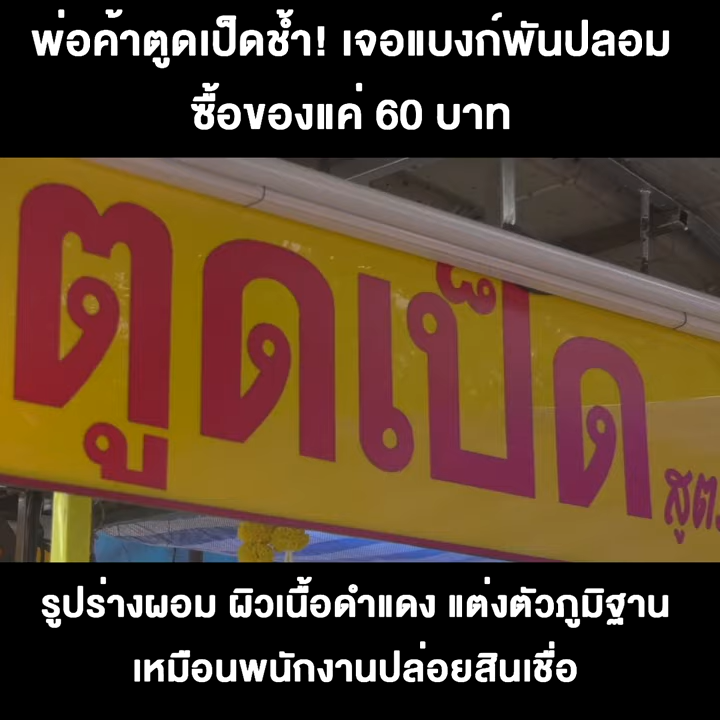 พ่อค้าตูดเป็ดช้ำ! เจอแบงก์พันปลอม
ซื้อของแค่ 60 บาท
ตูดเป็ด
สูต
รูปร่างผอม ผิวเนื้อดำแดง แต่งตัวภูมิฐาน
เหมือนพนักงานปล่อยสินเชื่อ